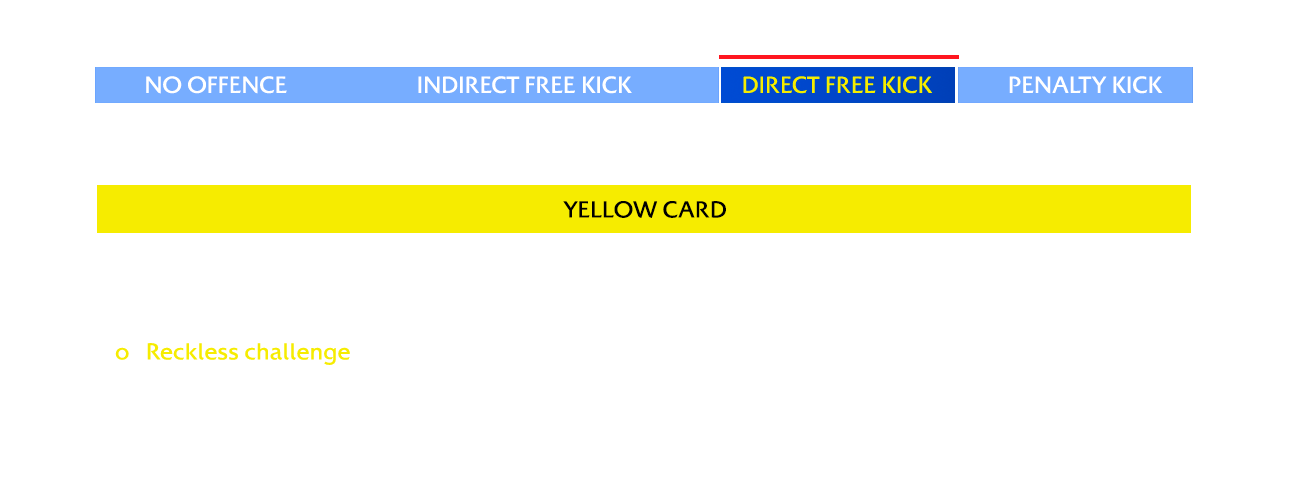 NO OFFENCE INDIRECT FREE KICK DIRECT FREE KICK PENALTY KICK
YELLOW CARD
o Reckless challenge